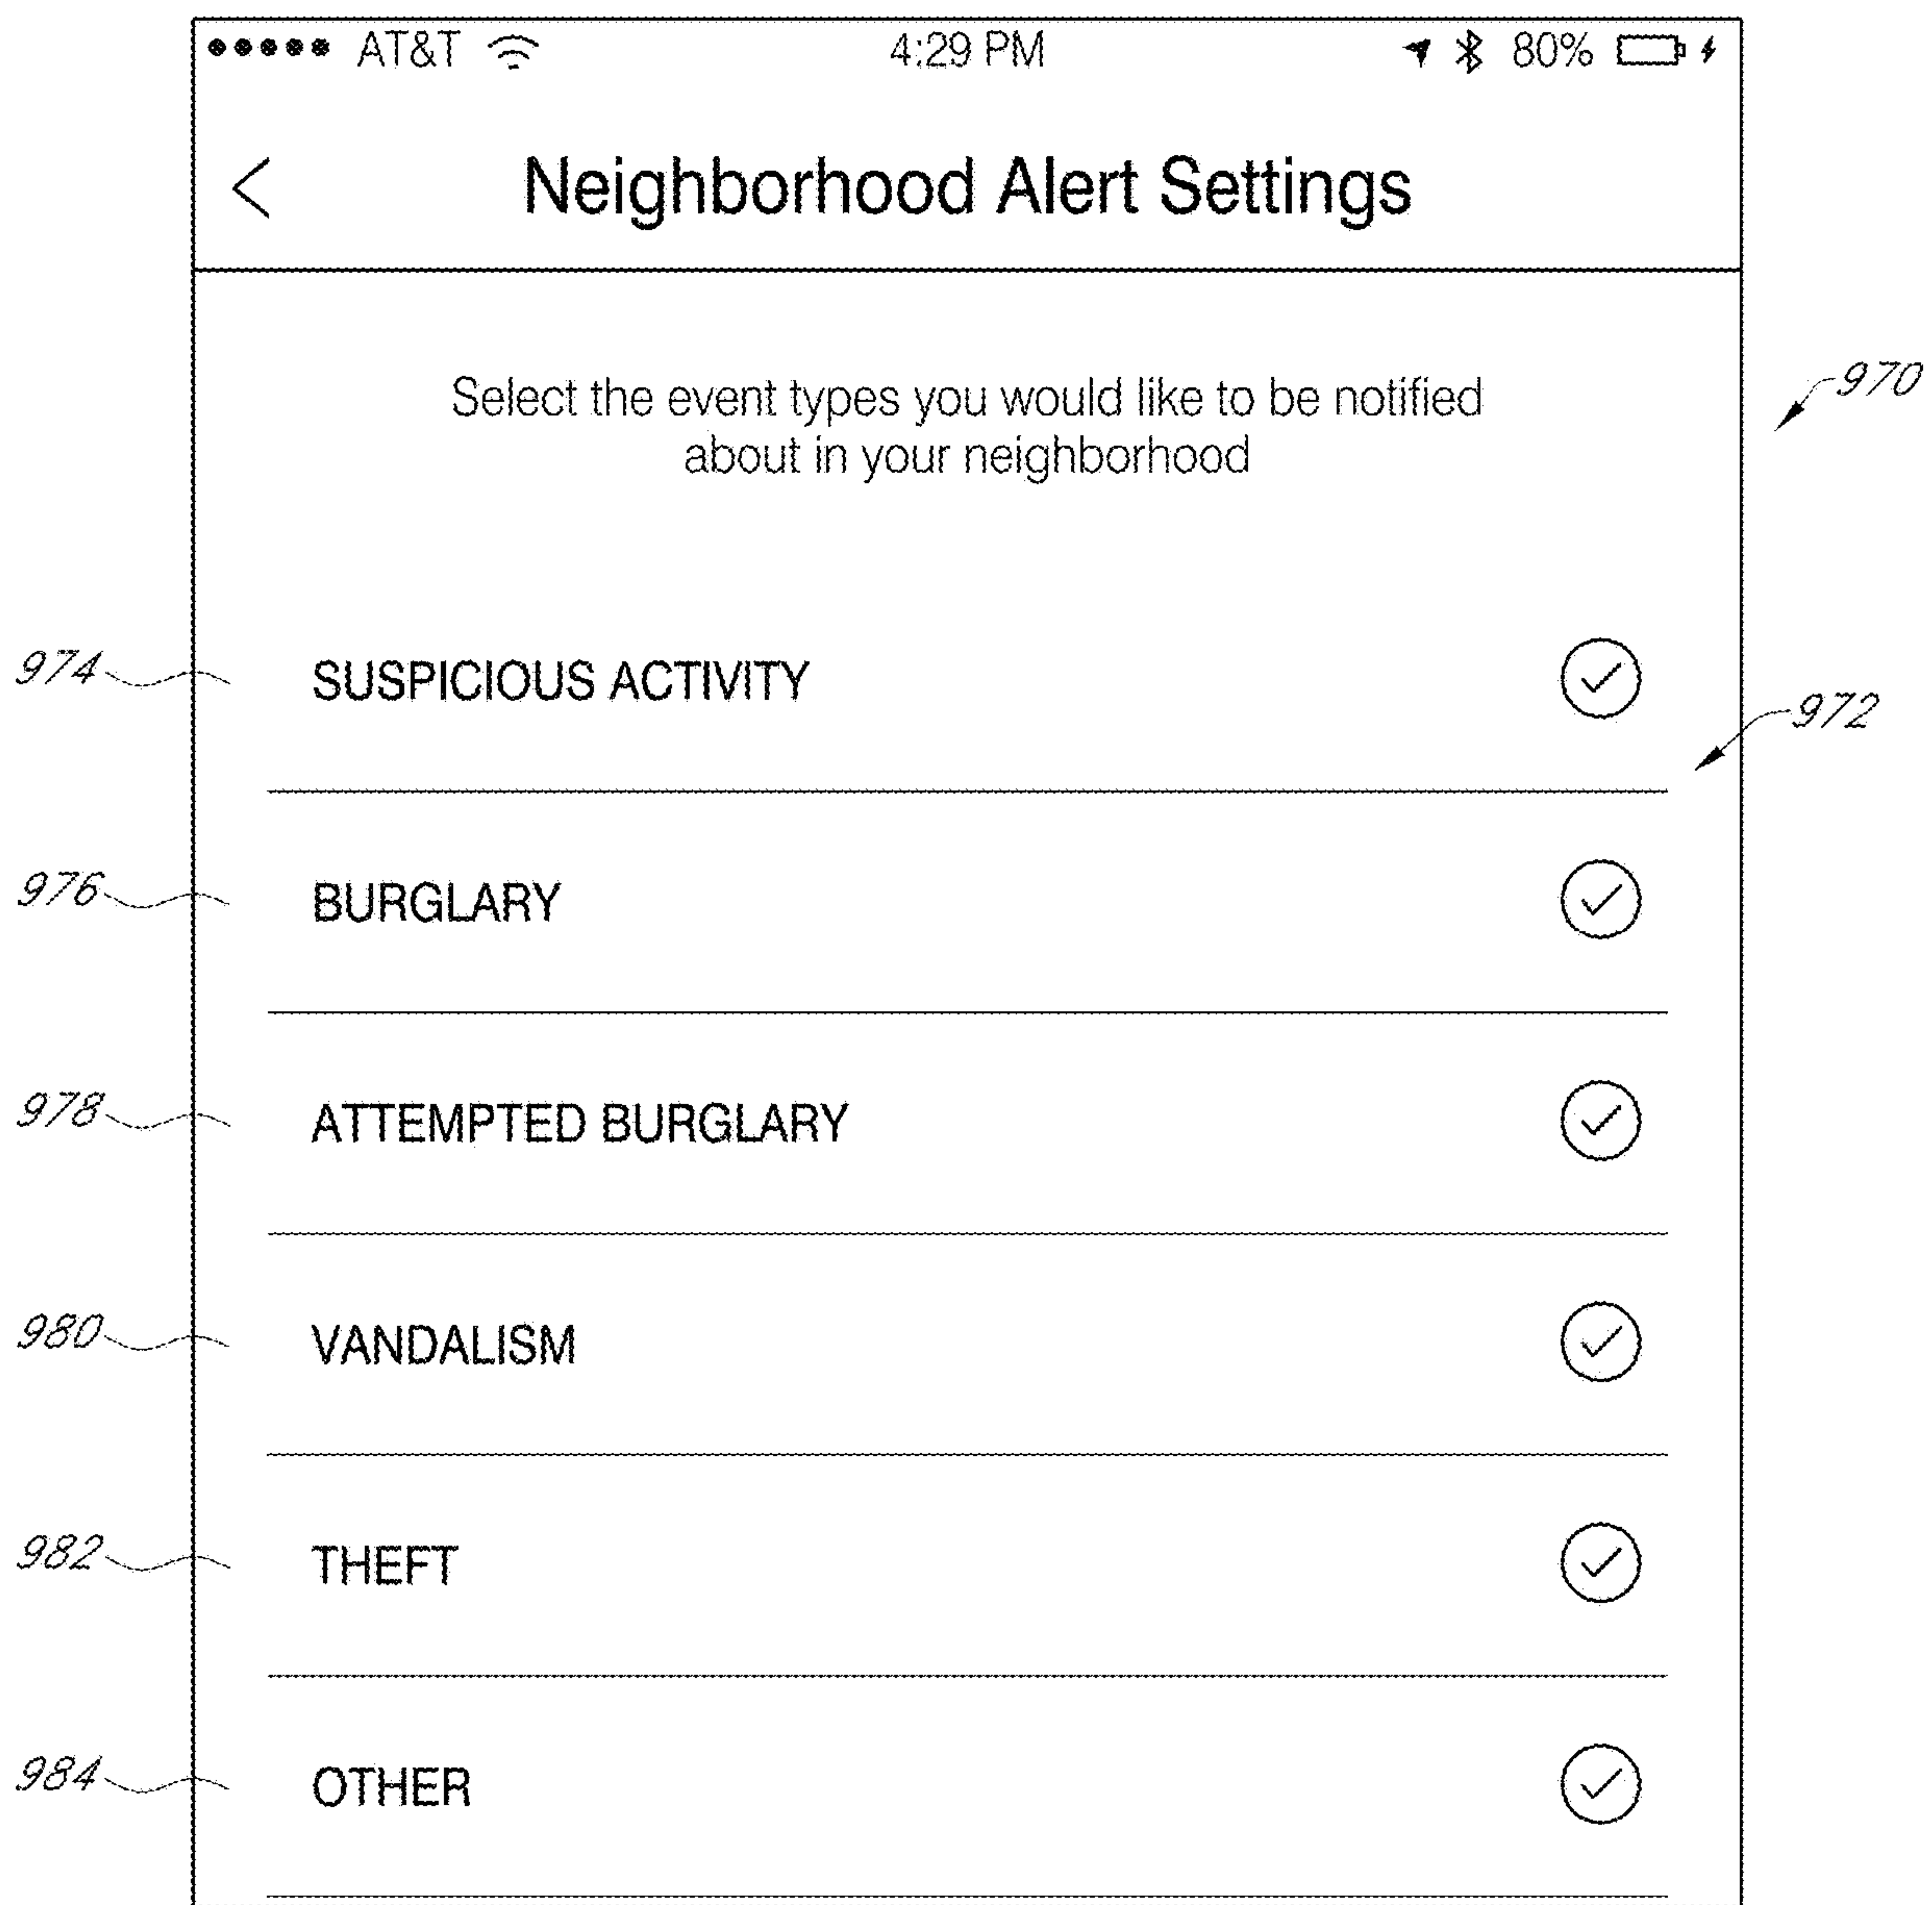 AT&T 4:29 PM 80%
Neighborhood Alert Settings
Select the event types you would like to be notified
about in your neighborhood
970
974 SUSPICIOUS ACTIVITY
972
976 BURGLARY
978 ATTEMPTED BURGLARY
980 VANDALISM
982 THEFT
984 OTHER